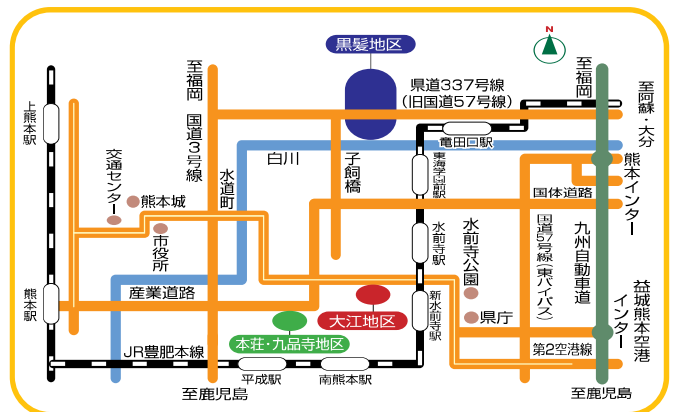 黒髪地区
N
至福岡
県道337号線
(旧国道57号線)
至福岡
至阿蘇・大分
上熊本駅
国道3号線
竜田口駅
交通センター
熊本城
水道町
白川
子飼橋
東海学園前駅
熊本インター
国体道路
市役所
水前寺駅
水前寺公園
国道57号線(東バイパス)
九州自動車道
熊本駅
産業道路
大江地区
新水前寺駅
県庁
益城熊本空港
インター
本荘・九品寺地区
JR豊肥本線
第2空港線
平成駅
南熊本駅
至鹿児島
至鹿児島